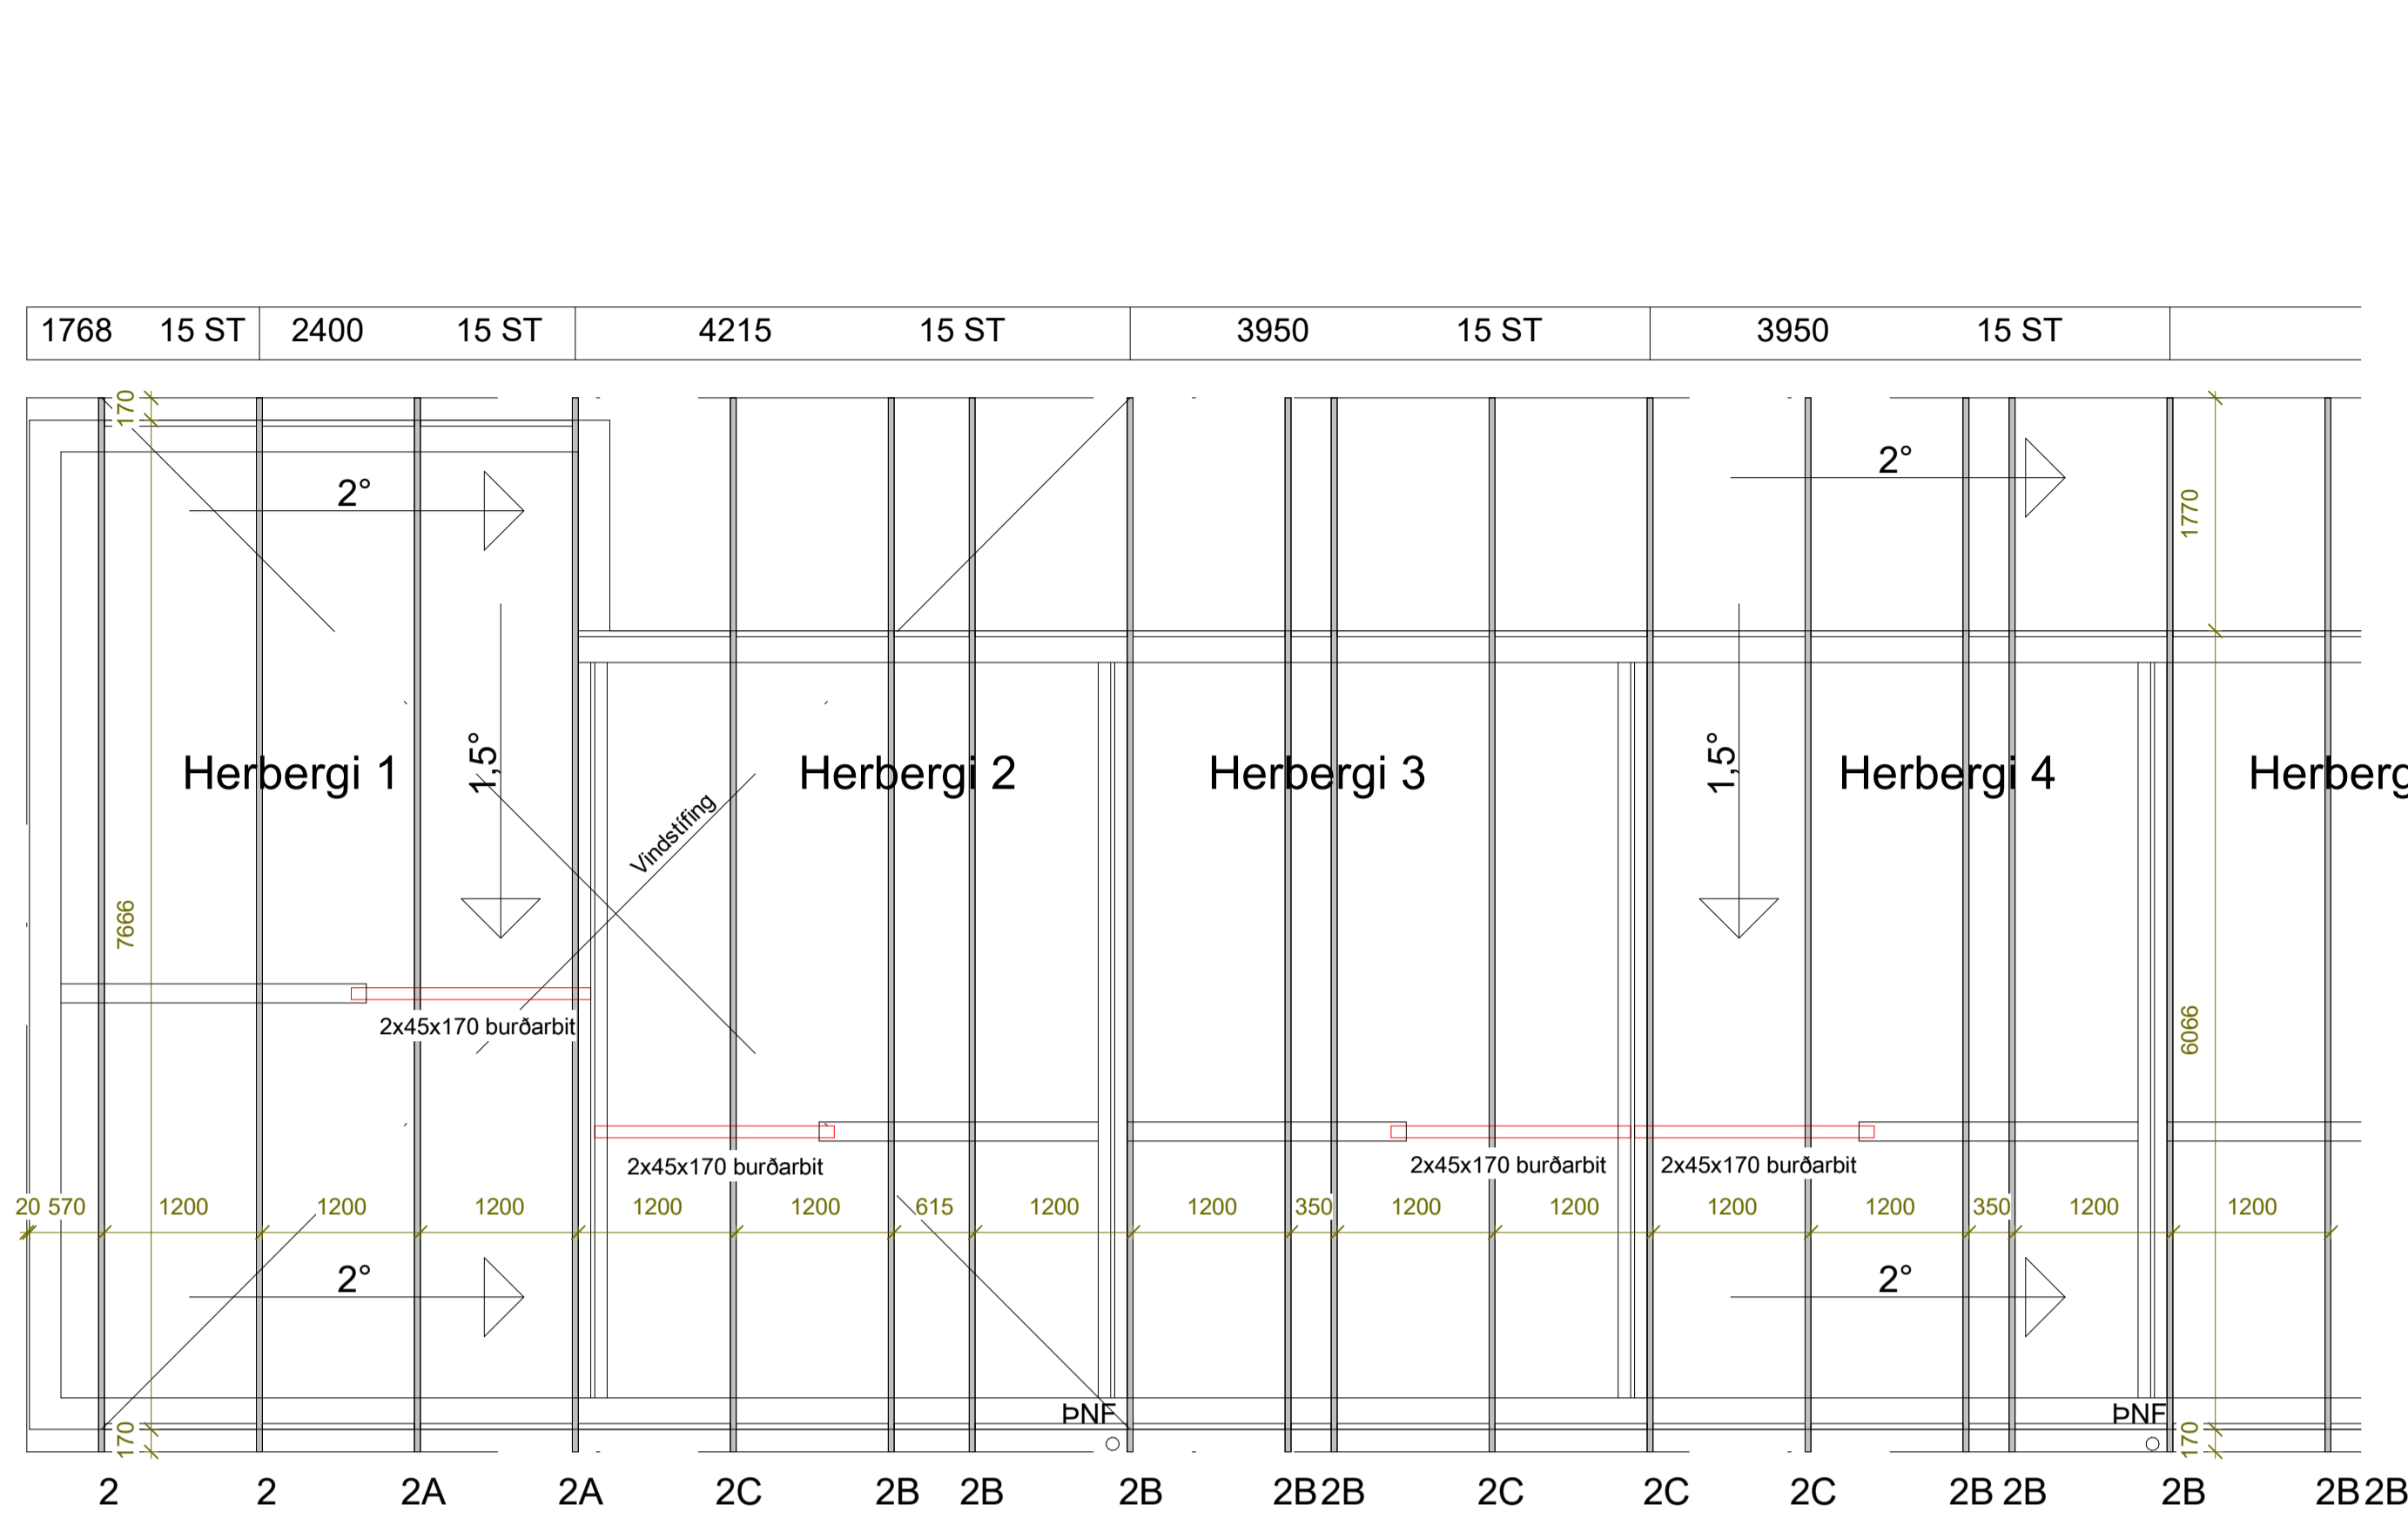 1768 15 ST 2400 15 ST 4215 15 ST 3950 15 ST 3950 15 ST
170
2° 2°
1770
1,5° 1,5°
Herbergi 1 Herbergi 2 Herbergi 3 Herbergi 4 Herberg
Vindstífing
7666
6066
2x45x170 burðarbit
2x45x170 burðarbit 2x45x170 burðarbit 2x45x170 burðarbit
20 570 1200 1200 1200 1200 1200 615 1200 1200 350 1200 1200 1200 1200 350 1200 1200
2° 2°
ÞNF ÞNF
170 170
2 2 2A 2A 2C 2B 2B 2B 2B 2B 2C 2C 2C 2B 2B 2B 2B 2B